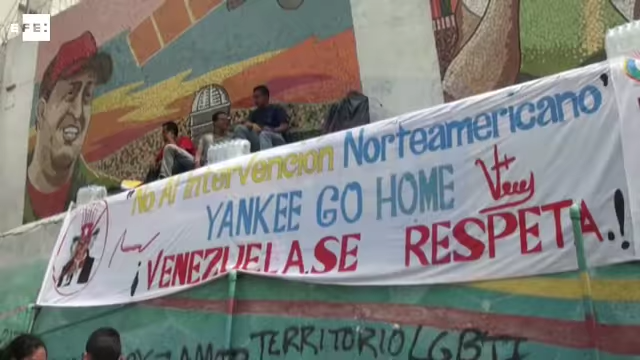 EFE:
"No Al Intervencion Norteamericano"
YANKEE GO HOME
¡VENEZUELA.SE RESPETA.!
TERRITORIO LGBTI